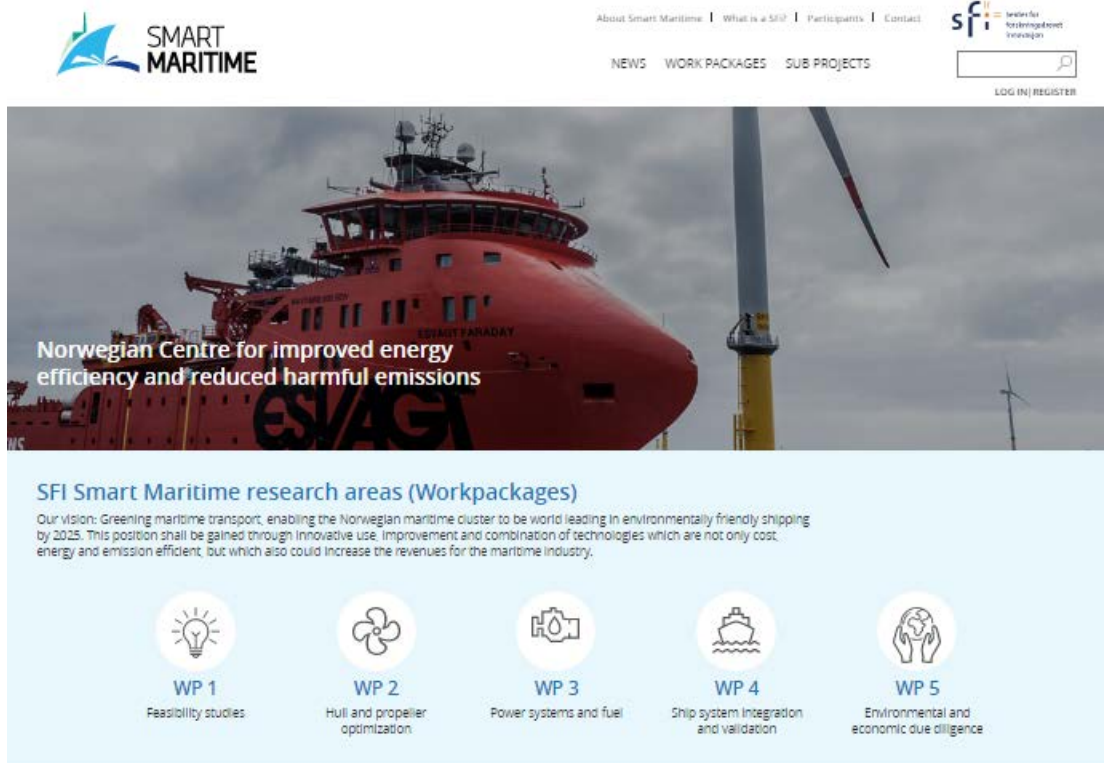 SMART
MARITIME
About Smart Maritime | What is a SFI? | Participants | Contact
sfi
Senter for
forskningsdrevet
innovasjon
NEWS WORK PACKAGES SUB PROJECTS
LOG IN| REGISTER
ESVAGT FARADAY
Norwegian Centre for improved energy
efficiency and reduced harmful emissions
ESVAGT
NS
SFI Smart Maritime research areas (Workpackages)
Our vision: Greening maritime transport, enabling the Norwegian maritime cluster to be world leading in environmentally friendly shipping
by 2025. This position shall be gained through innovative use, improvement and combination of technologies which are not only cost,
energy and emission efficient, but which also could increase the revenues for the maritime industry.
WP 1
Feasibility studies
WP 2
Hull and propeller
optimization
WP 3
Power systems and fuel
WP 4
Ship system integration
and validation
WP 5
Environmental and
economic due diligence